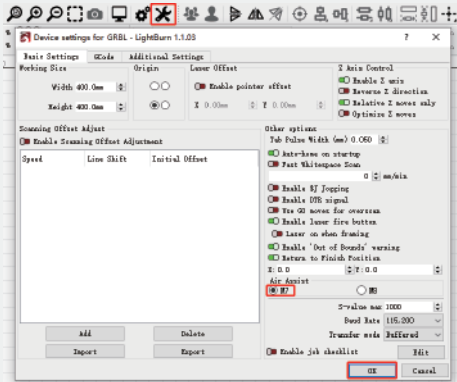 Device settings for GRBL - LightBurn 1.1.03
? X
Basic Settings GCode Additional Settings
Working Size
Width 400.0mm
Height 400.0mm
Origin
Laser Offset
Enable pointer offset
X 0.00mm Y 0.00mm
Z Axis Control
Enable Z axis
Reverse Z direction
Relative Z moves only
Optimize Z moves
Scanning Offset Adjust
Enable Scanning Offset Adjustment
Speed Line Shift Initial Offset
Add Delete
Import Export
Other options
Tab Pulse Width (mm) 0.050
Auto-home on startup
Fast Whitespace Scan
0 mm/min
Enable $J Jogging
Enable DTR signal
Use G0 moves for overscan
Enable laser fire button
Laser on when framing
Enable 'Out of Bounds' warning
Return to Finish Position
X: 0.0 Y: 0.0
Air Assist
M7 M8
S-value max 1000
Baud Rate 115,200
Transfer mode Buffered
Enable job checklist Edit
OK Cancel